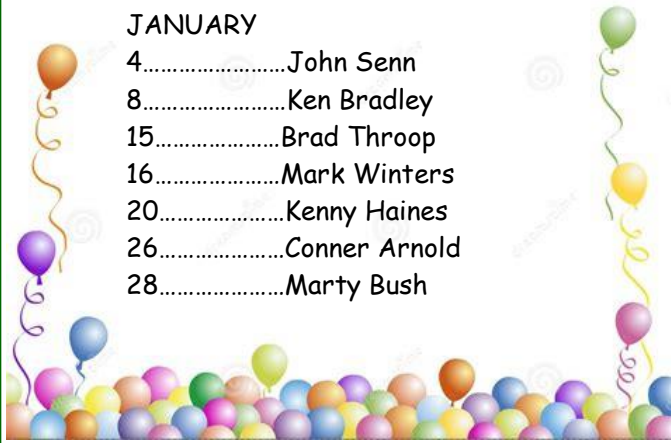 JANUARY
4……………………John Senn
8……………………Ken Bradley
15…………………Brad Throop
16…………………Mark Winters
20…………………Kenny Haines
26…………………Conner Arnold
28…………………Marty Bush